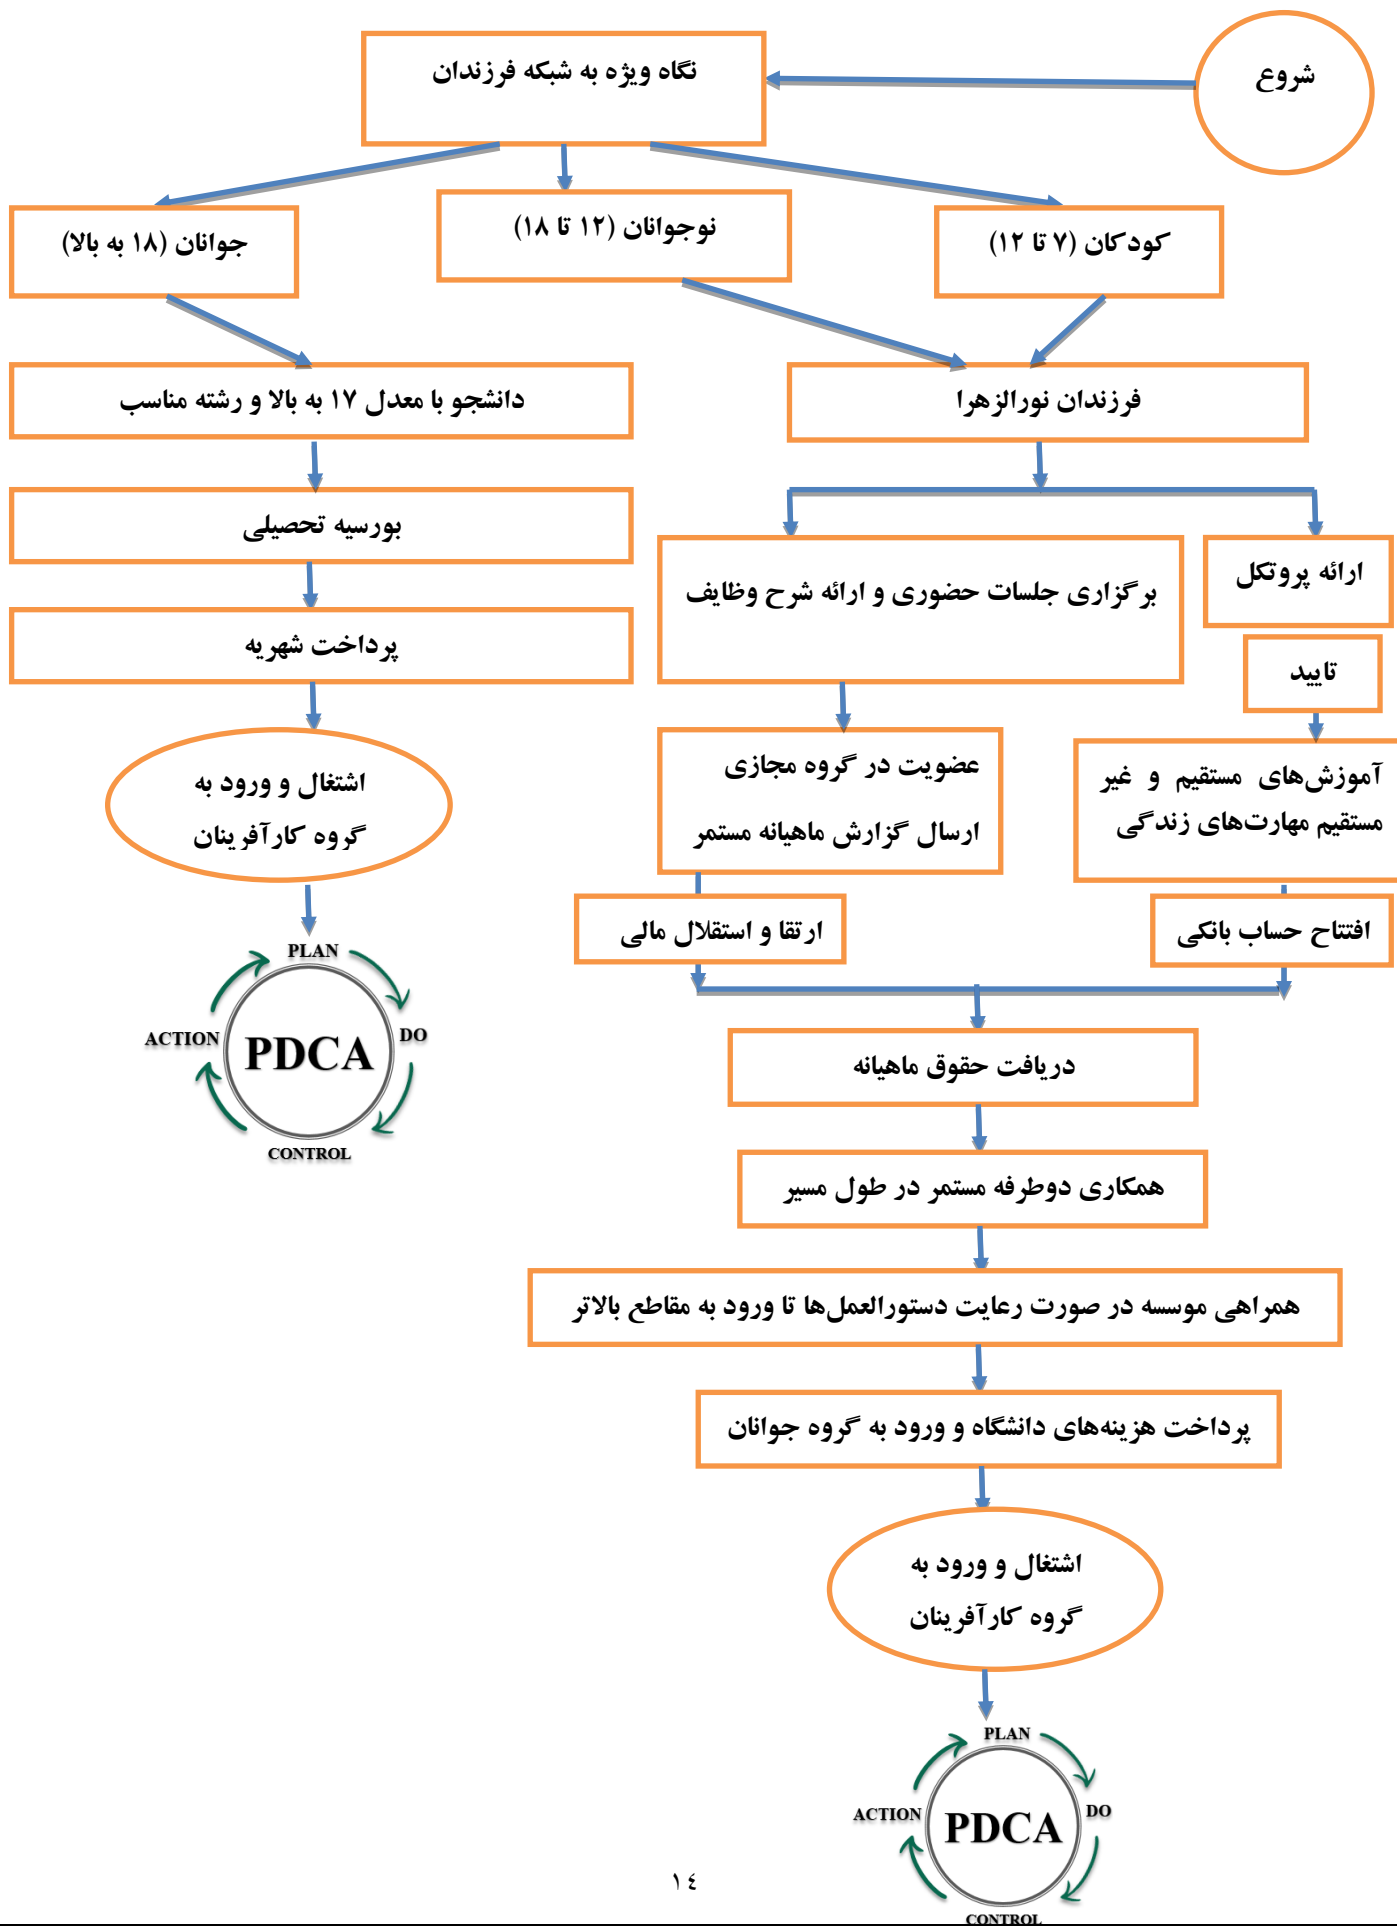 شروع
نگاه ویژه به شبکه فرزندان
کودکان (۷ تا ۱۲)
نوجوانان (۱۲ تا ۱۸)
جوانان (۱۸ به بالا)
فرزندان نورالزهرا
دانشجو با معدل ۱۷ به بالا و رشته مناسب
ارائه پروتکل
برگزاری جلسات حضوری و ارائه شرح وظایف
بورسیه تحصیلی
تایید
پرداخت شهریه
آموزش‌های مستقیم و غیر
مستقیم مهارت‌های زندگی
عضویت در گروه مجازی
ارسال گزارش ماهیانه مستمر
اشتغال و ورود به
گروه کارآفرینان
افتتاح حساب بانکی
ارتقا و استقلال مالی
PLAN
DO
ACTION
PDCA
CONTROL
دریافت حقوق ماهیانه
همکاری دوطرفه مستمر در طول مسیر
همراهی موسسه در صورت رعایت دستورالعمل‌ها تا ورود به مقاطع بالاتر
پرداخت هزینه‌های دانشگاه و ورود به گروه جوانان
اشتغال و ورود به
گروه کارآفرینان
PLAN
DO
ACTION
PDCA
CONTROL
١٤